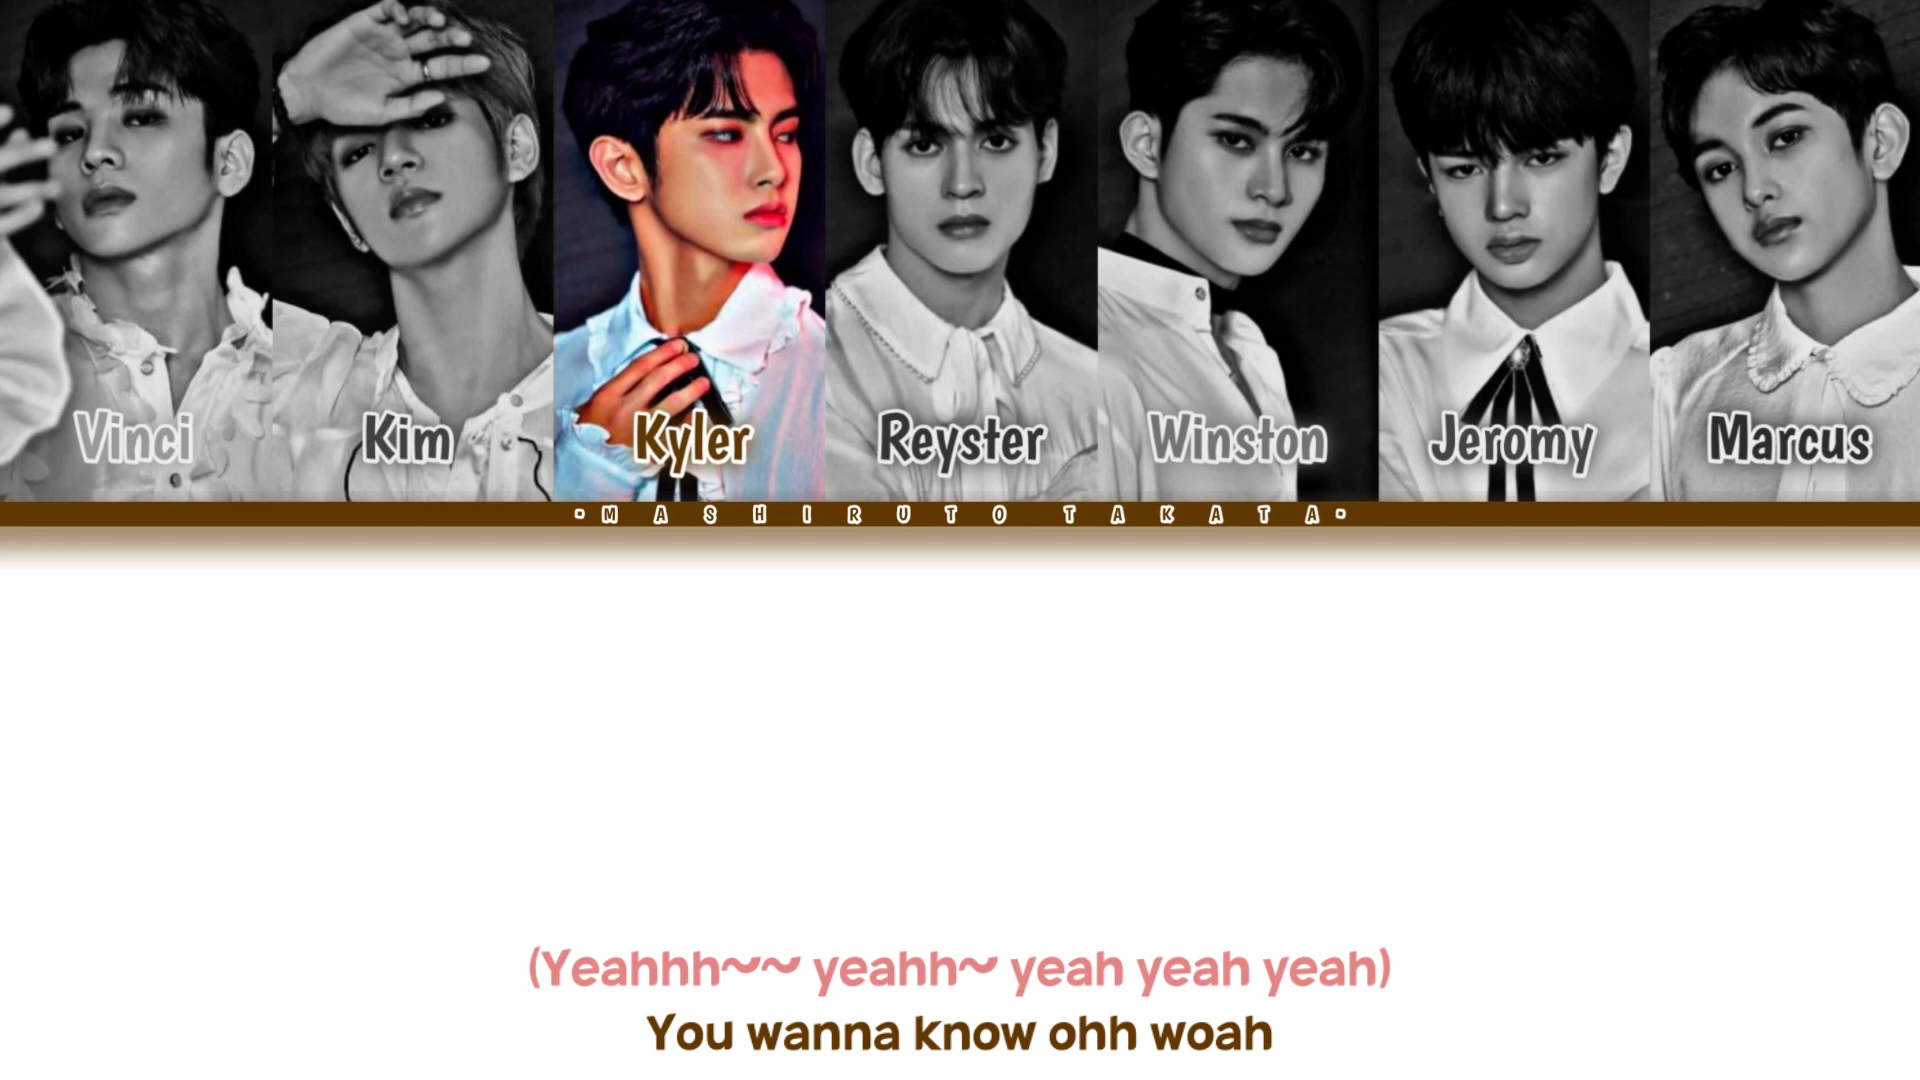 Vinci Kim Kyler Reyster Winston Jeromy Marcus
•MASHIRUTO TAKATA•
(Yeahhh~~ yeahh~ yeah yeah yeah)
You wanna know ohh woah